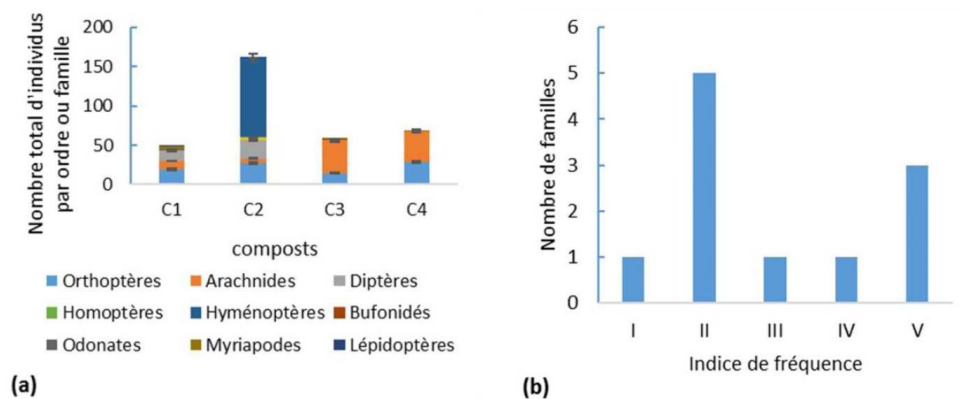 Nombre total d'individus
par ordre ou famille
200
150
100
50
0
C1 C2 C3 C4
composts
Orthoptères Arachnides Diptères
Homoptères Hyménoptères Bufonidés
Odonates Myriapodes Lépidoptères
(a)
Nombre de familles
6
5
4
3
2
1
0
I II III IV V
Indice de fréquence
(b)